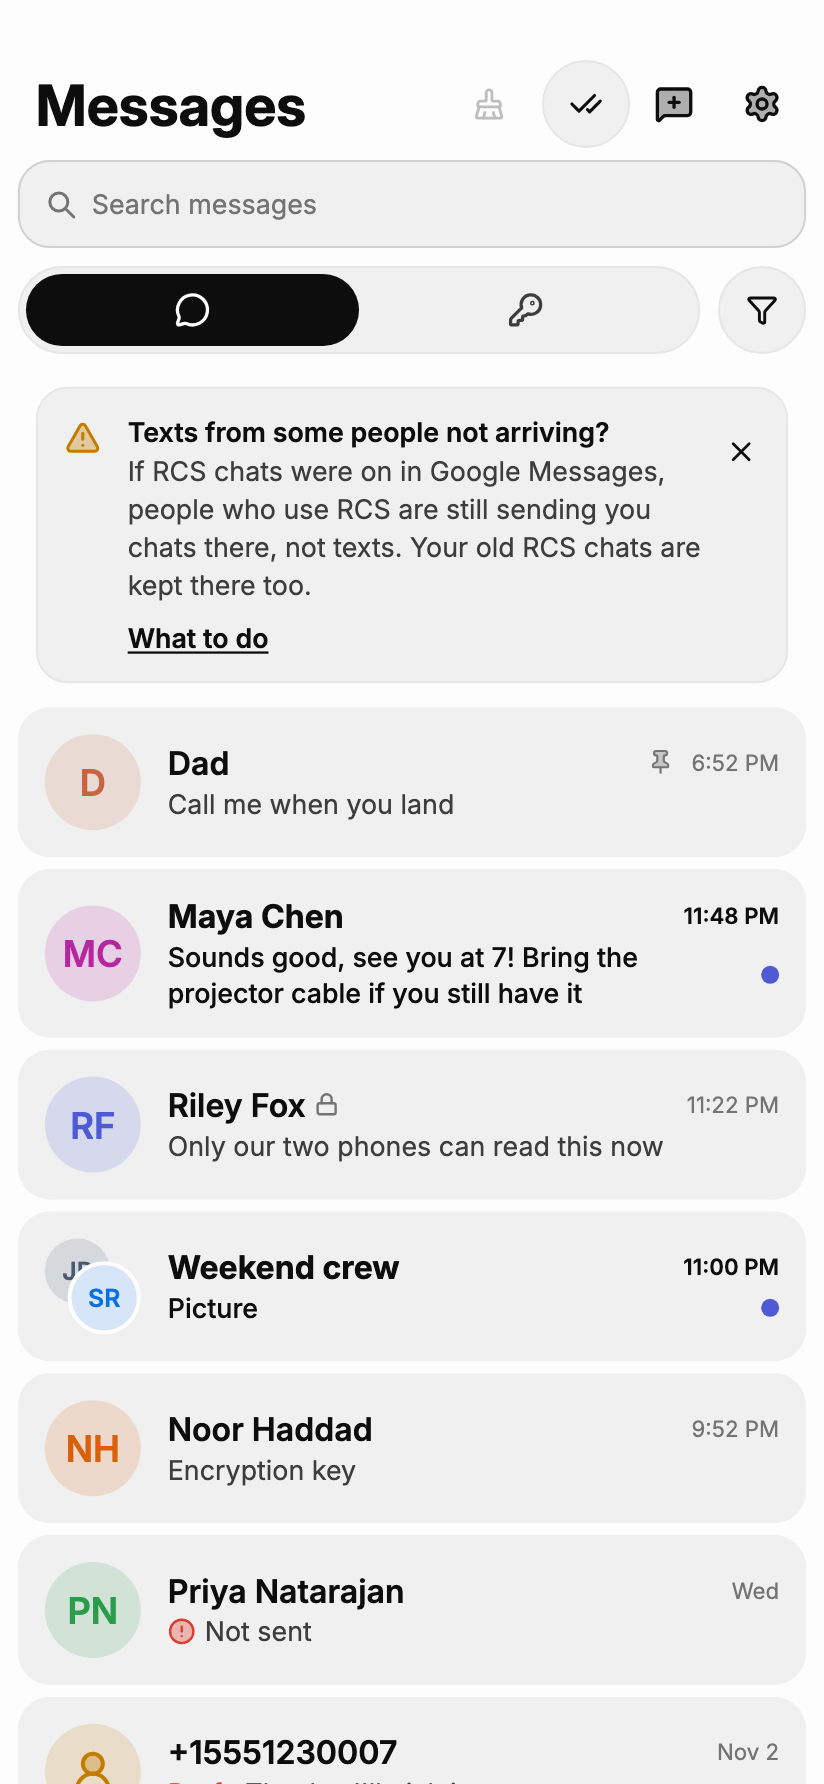 Messages
Search messages
Texts from some people not arriving?
If RCS chats were on in Google Messages,
people who use RCS are still sending you
chats there, not texts. Your old RCS chats are
kept there too.
What to do
D
Dad
6:52 PM
Call me when you land
MC
Maya Chen
11:48 PM
Sounds good, see you at 7! Bring the
projector cable if you still have it
RF
Riley Fox
11:22 PM
Only our two phones can read this now
SR
Weekend crew
11:00 PM
Picture
NH
Noor Haddad
9:52 PM
Encryption key
PN
Priya Natarajan
Wed
Not sent
+15551230007
Nov 2